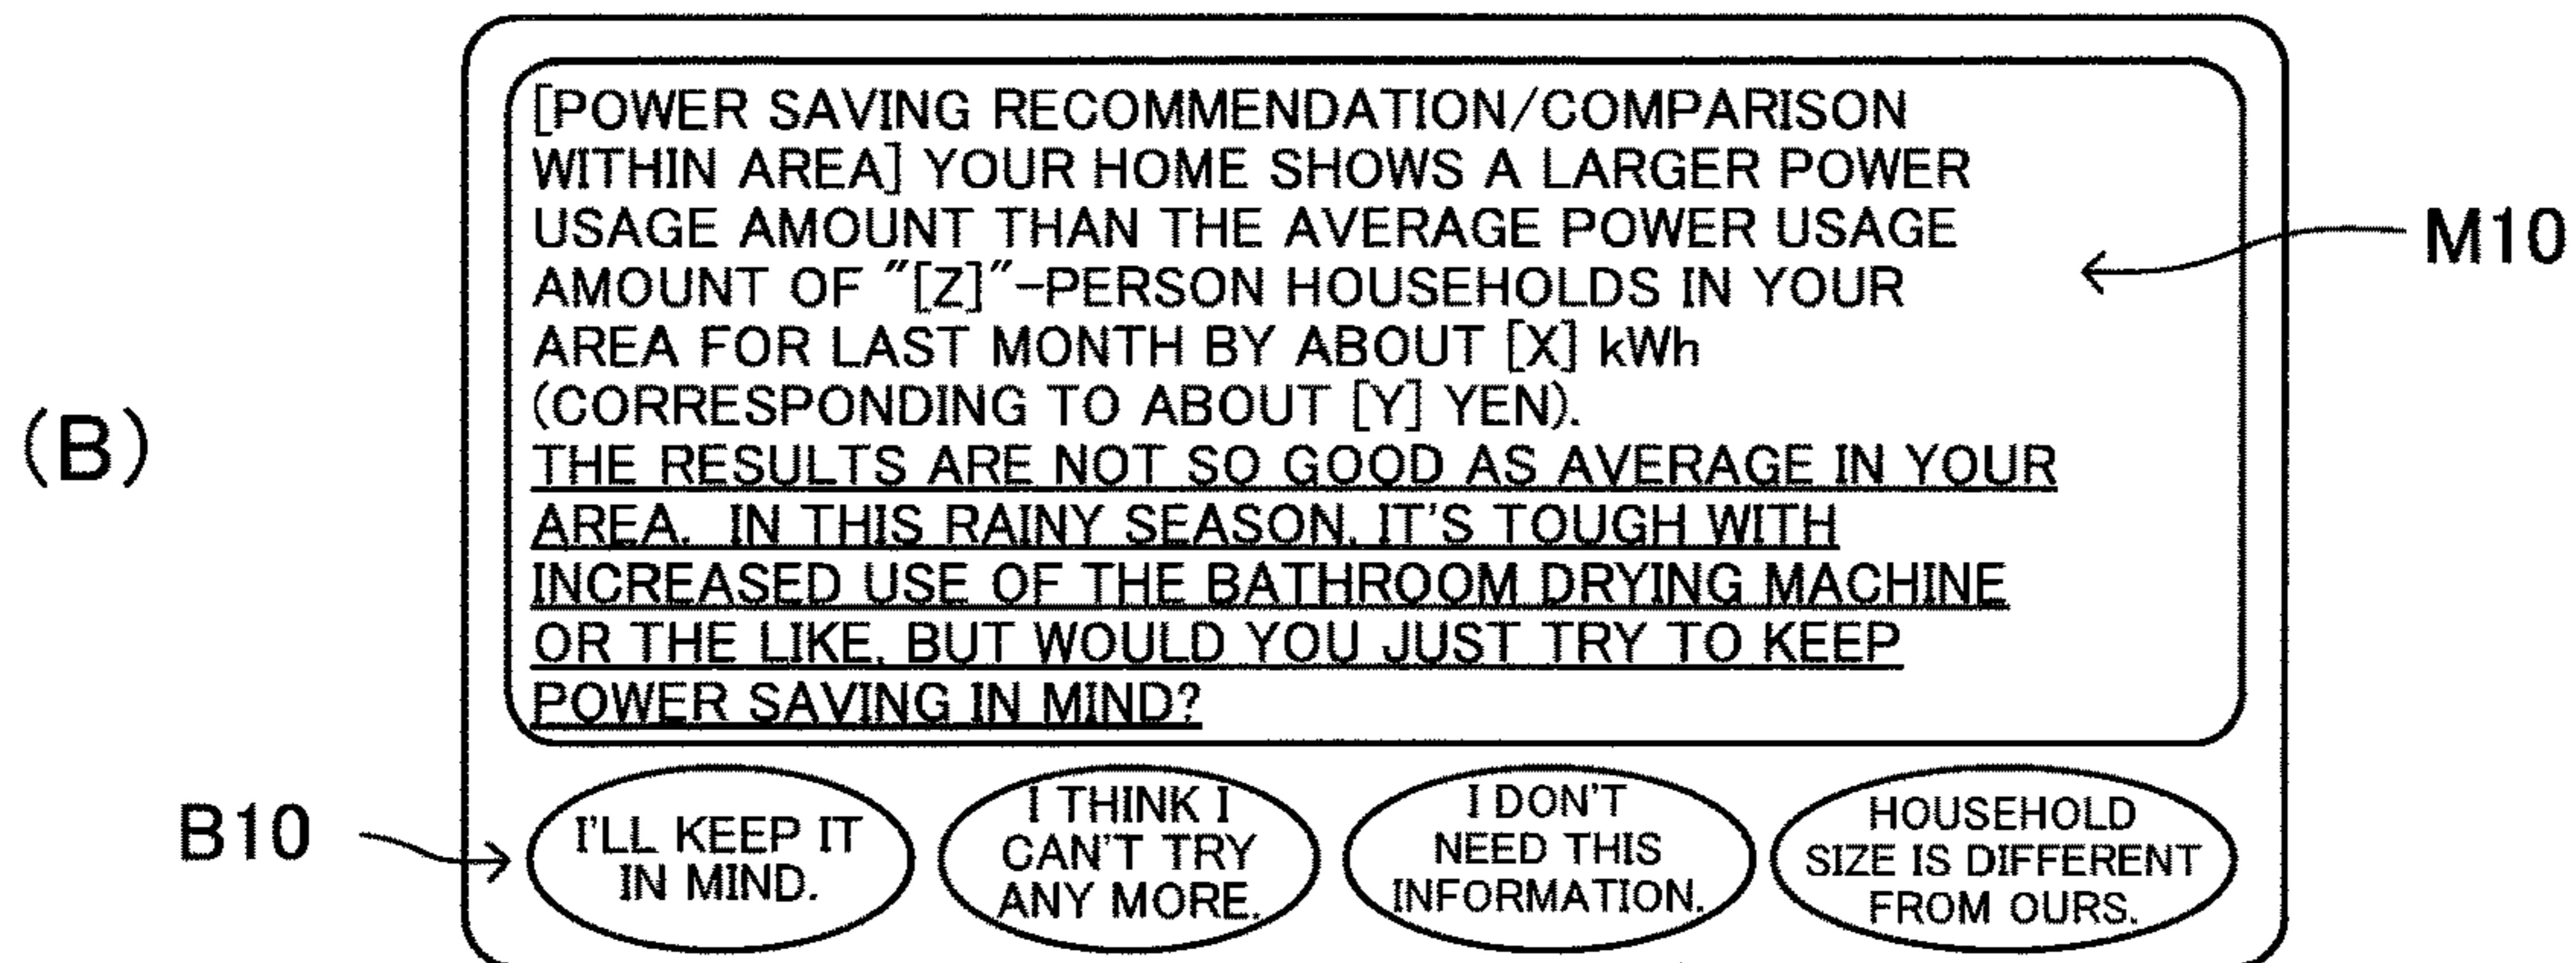 [POWER SAVING RECOMMENDATION/COMPARISON
WITHIN AREA] YOUR HOME SHOWS A LARGER POWER
USAGE AMOUNT THAN THE AVERAGE POWER USAGE
AMOUNT OF "[Z]"-PERSON HOUSEHOLDS IN YOUR
AREA FOR LAST MONTH BY ABOUT [X] kWh
(CORRESPONDING TO ABOUT [Y] YEN).
THE RESULTS ARE NOT SO GOOD AS AVERAGE IN YOUR
AREA. IN THIS RAINY SEASON, IT'S TOUGH WITH
INCREASED USE OF THE BATHROOM DRYING MACHINE
OR THE LIKE, BUT WOULD YOU JUST TRY TO KEEP
POWER SAVING IN MIND?
M10
(B)
B10
I'LL KEEP IT
IN MIND.
I THINK I
CAN'T TRY
ANY MORE.
I DON'T
NEED THIS
INFORMATION.
HOUSEHOLD
SIZE IS DIFFERENT
FROM OURS.